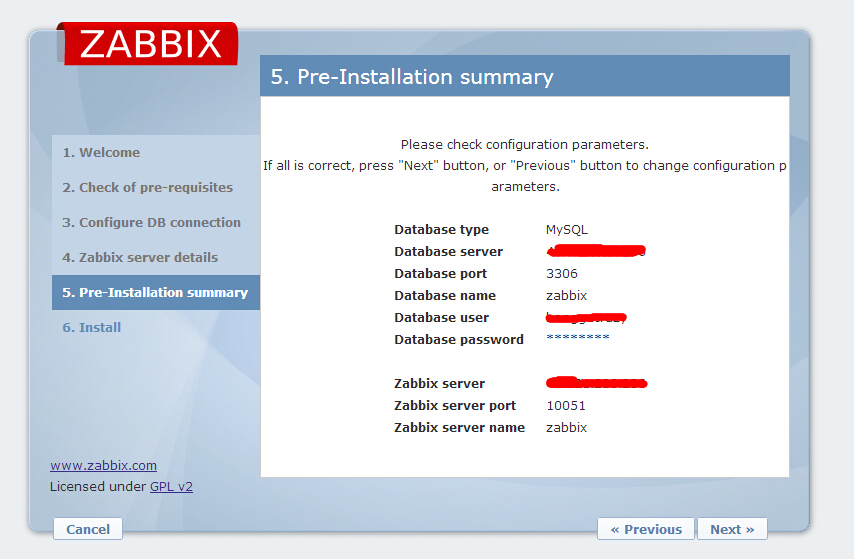 ZABBIX
5. Pre-Installation summary
1. Welcome
2. Check of pre-requisites
3. Configure DB connection
4. Zabbix server details
5. Pre-Installation summary
6. Install
Please check configuration parameters.
If all is correct, press "Next" button, or "Previous" button to change configuration p
arameters.
Database type MySQL
Database server
Database port 3306
Database name zabbix
Database user
Database password ********
Zabbix server
Zabbix server port 10051
Zabbix server name zabbix
www.zabbix.com
Licensed under GPL v2
Cancel
« Previous
Next »